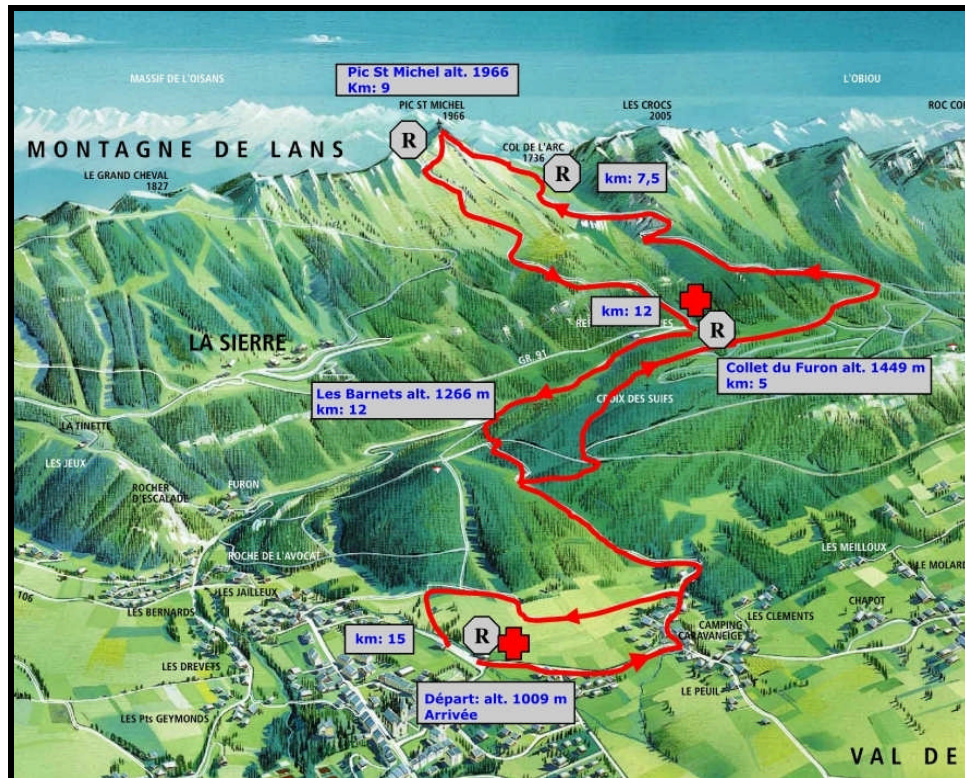 MASSIF DE L'OISANS
Pic St Michel alt. 1966
Km: 9
L'OBIOU
PIC ST MICHEL
1966
LES CROCS
2005
ROC
R
MONTAGNE DE LANS
COL DE L'ARC
1736
R
km: 7,5
LE GRAND CHEVAL
1827
km: 12
R
LA SIERRE
GR. 91
Collet du Furon alt. 1449 m
km: 5
Les Barnets alt. 1266 m
km: 12
CROIX DES SUIFS
LA TINETTE
LES JEUX
ROCHER
D'ESCALADE
FURON
ROCHE DE L'AVOCAT
LES MEILLOUX
LE MOLARD
106
LES JAILLEUX
LES BERNARDS
CHAPOT
LES CLEMENTS
CAMPING
CARAVANEIGE
km: 15
R
LES DREVETS
LE PEUIL
Départ: alt. 1009 m
Arrivée
LES Pts GEYMONDS
VAL DE